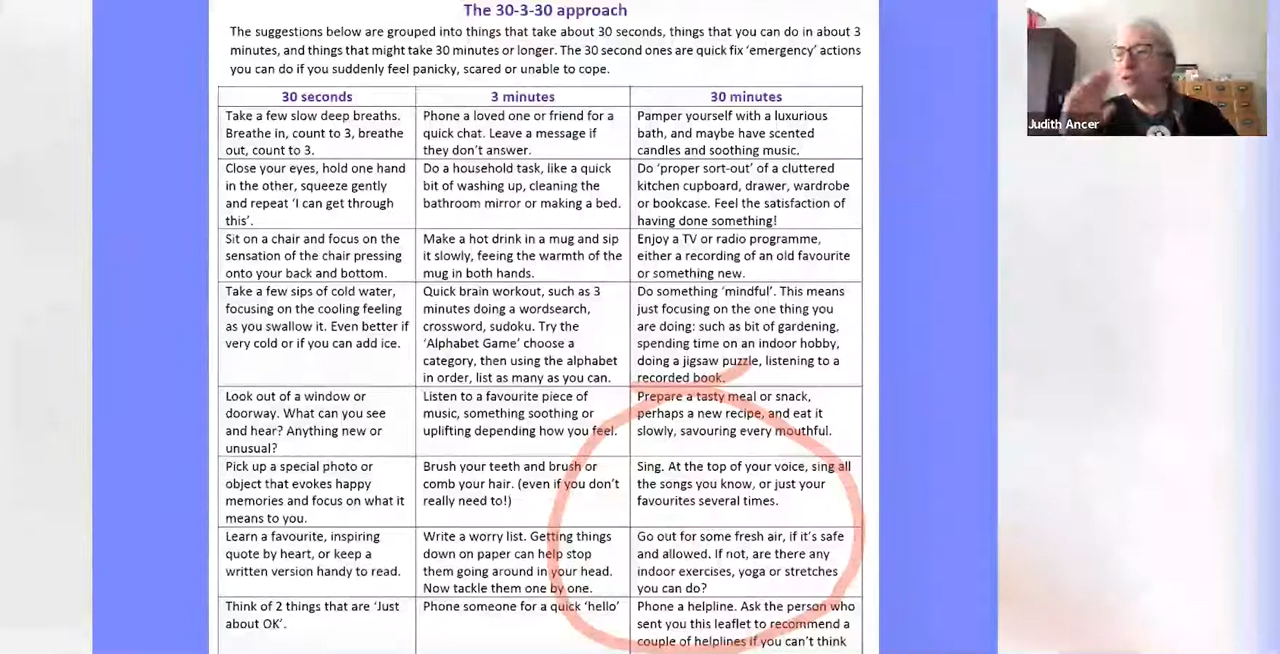 The 30-3-30 approach
The suggestions below are grouped into things that take about 30 seconds, things that you can do in about 3
minutes, and things that might take 30 minutes or longer. The 30 second ones are quick fix ‘emergency’ actions
you can do if you suddenly feel panicky, scared or unable to cope.
30 seconds
3 minutes
30 minutes
Take a few slow deep breaths.
Breathe in, count to 3, breathe
out, count to 3.
Phone a loved one or friend for a
quick chat. Leave a message if
they don’t answer.
Pamper yourself with a luxurious
bath, and maybe have scented
candles and soothing music.
Close your eyes, hold one hand
in the other, squeeze gently
and repeat ‘I can get through
this’.
Do a household task, like a quick
bit of washing up, cleaning the
bathroom mirror or making a bed.
Do ‘proper sort-out’ of a cluttered
kitchen cupboard, drawer, wardrobe
or bookcase. Feel the satisfaction of
having done something!
Sit on a chair and focus on the
sensation of the chair pressing
onto your back and bottom.
Make a hot drink in a mug and sip
it slowly, feeing the warmth of the
mug in both hands.
Enjoy a TV or radio programme,
either a recording of an old favourite
or something new.
Take a few sips of cold water,
focusing on the cooling feeling
as you swallow it. Even better if
very cold or if you can add ice.
Quick brain workout, such as 3
minutes doing a wordsearch,
crossword, sudoku. Try the
‘Alphabet Game’ choose a
category, then using the alphabet
in order, list as many as you can.
Do something ‘mindful’. This means
just focusing on the one thing you
are doing: such as bit of gardening,
spending time on an indoor hobby,
doing a jigsaw puzzle, listening to a
recorded book.
Look out of a window or
doorway. What can you see
and hear? Anything new or
unusual?
Listen to a favourite piece of
music, something soothing or
uplifting depending how you feel.
Prepare a tasty meal or snack,
perhaps a new recipe, and eat it
slowly, savouring every mouthful.
Pick up a special photo or
object that evokes happy
memories and focus on what it
means to you.
Brush your teeth and brush or
comb your hair. (even if you don’t
really need to!)
Sing. At the top of your voice, sing all
the songs you know, or just your
favourites several times.
Learn a favourite, inspiring
quote by heart, or keep a
written version handy to read.
Write a worry list. Getting things
down on paper can help stop
them going around in your head.
Now tackle them one by one.
Go out for some fresh air, if it’s safe
and allowed. If not, are there any
indoor exercises, yoga or stretches
you can do?
Think of 2 things that are ‘Just
about OK’.
Phone someone for a quick ‘hello’
Phone a helpline. Ask the person who
sent you this leaflet to recommend a
couple of helplines if you can’t think
Judith Ancer